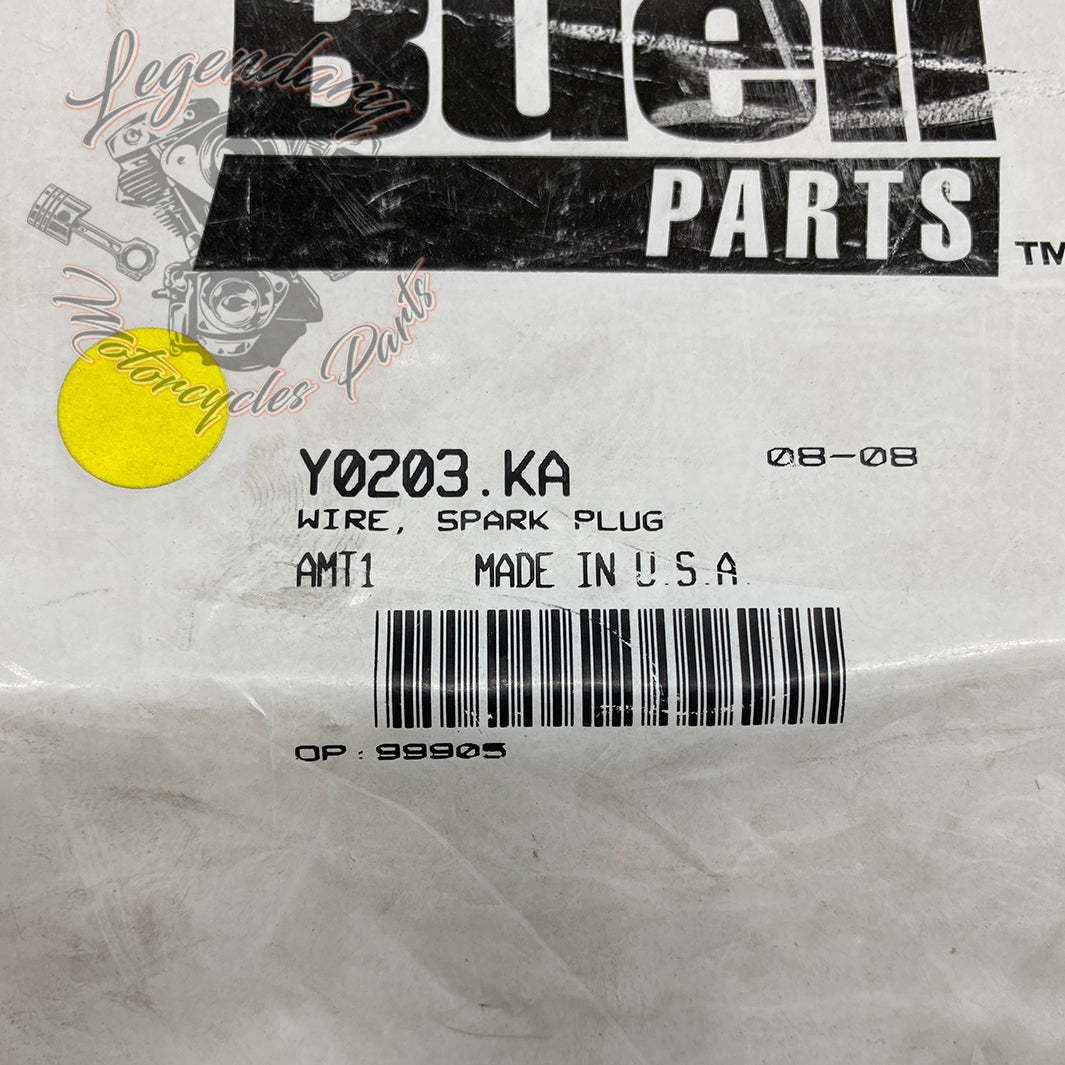 Legendary
Buell
PARTS
TM
Motorcycles Parts
Y0203.KA 08-08
WIRE, SPARK PLUG
AMT1 MADE IN U.S.A.
OP: 99905